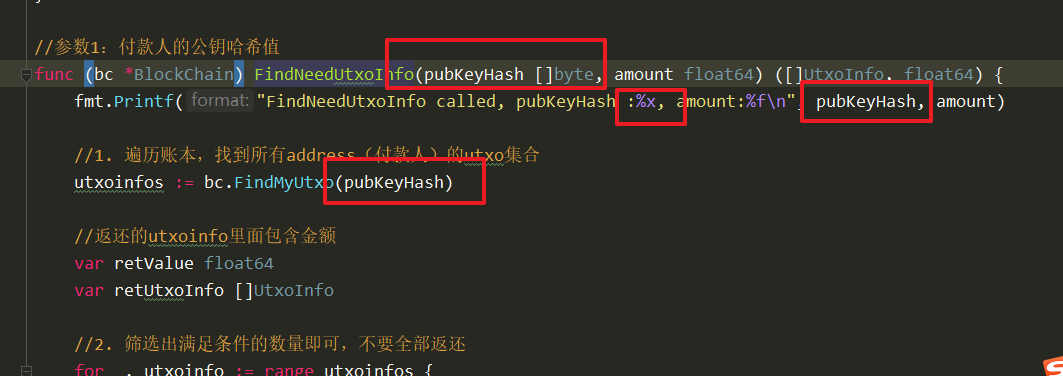 //参数1：付款人的公钥哈希值
func (bc *BlockChain) FindNeedUtxoInfo(pubKeyHash []byte, amount float64) ([]UtxoInfo, float64) {
fmt.Printf( format: "FindNeedUtxoInfo called, pubKeyHash :%x, amount:%f\n", pubKeyHash, amount)
//1. 遍历账本，找到所有address（付款人）的utxo集合
utxoinfos := bc.FindMyUtxo(pubKeyHash)
//返还的utxoinfo里面包含金额
var retValue float64
var retUtxoInfo []UtxoInfo
//2. 筛选出满足条件的数量即可，不要全部返还
for _, utxoinfo := range utxoinfos {